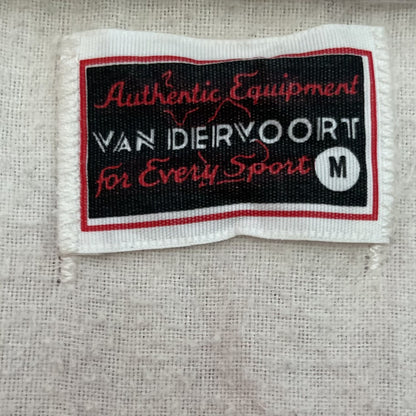 Authentic Equipment
VAN DERVOORT
for Every Sport M